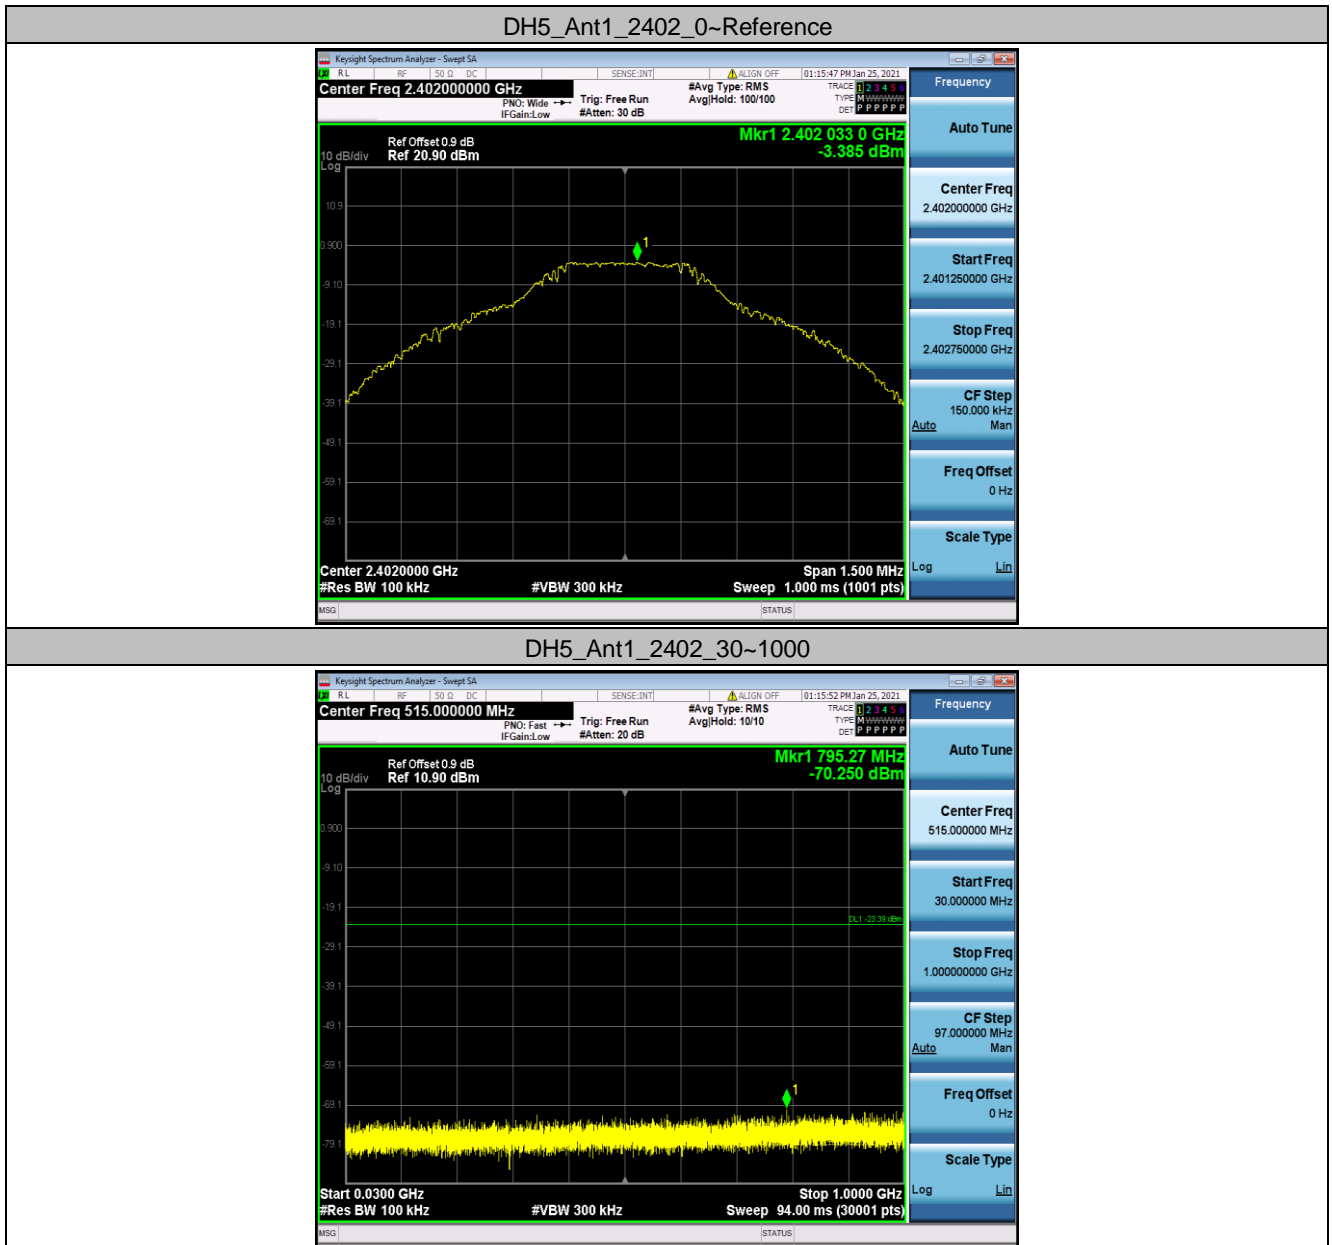 DH5_Ant1_2402_0~Reference
Keysight Spectrum Analyzer - Swept SA
RL RF 50 Ω DC SENSE:INT ALIGN OFF 01:15:47 PM Jan 25, 2021
Center Freq 2.402000000 GHz
PNO: Wide
IFGain:Low
Trig: Free Run
#Atten: 30 dB
#Avg Type: RMS
Avg|Hold: 100/100
TRACE 1 2 3 4 5 6
TYPE M W W W W W
DET P P P P P P
Frequency
Auto Tune
Mkr1 2.402 033 0 GHz
-3.385 dBm
Ref Offset 0.9 dB
10 dB/div Ref 20.90 dBm
Log
10.9
0.900
-9.10
-19.1
-29.1
-39.1
-49.1
-59.1
-69.1
1
Center Freq
2.402000000 GHz
Start Freq
2.401250000 GHz
Stop Freq
2.402750000 GHz
CF Step
150.000 kHz
Auto Man
Freq Offset
0 Hz
Scale Type
Log Lin
Center 2.4020000 GHz Span 1.500 MHz
#Res BW 100 kHz #VBW 300 kHz Sweep 1.000 ms (1001 pts)
MSG STATUS
DH5_Ant1_2402_30~1000
Keysight Spectrum Analyzer - Swept SA
RL RF 50 Ω DC SENSE:INT ALIGN OFF 01:15:52 PM Jan 25, 2021
Center Freq 515.000000 MHz
PNO: Fast
IFGain:Low
Trig: Free Run
#Atten: 20 dB
#Avg Type: RMS
Avg|Hold: 10/10
TRACE 1 2 3 4 5 6
TYPE M W W W W W
DET P P P P P P
Frequency
Auto Tune
Mkr1 795.27 MHz
-70.250 dBm
Ref Offset 0.9 dB
10 dB/div Ref 10.90 dBm
Log
0.900
-9.10
-19.1
-29.1
-39.1
-49.1
-59.1
-69.1
-79.1
DL1 -23.39 dBm
1
Center Freq
515.000000 MHz
Start Freq
30.000000 MHz
Stop Freq
1.000000000 GHz
CF Step
97.000000 MHz
Auto Man
Freq Offset
0 Hz
Scale Type
Log Lin
Start 0.0300 GHz Stop 1.0000 GHz
#Res BW 100 kHz #VBW 300 kHz Sweep 94.00 ms (30001 pts)
MSG STATUS